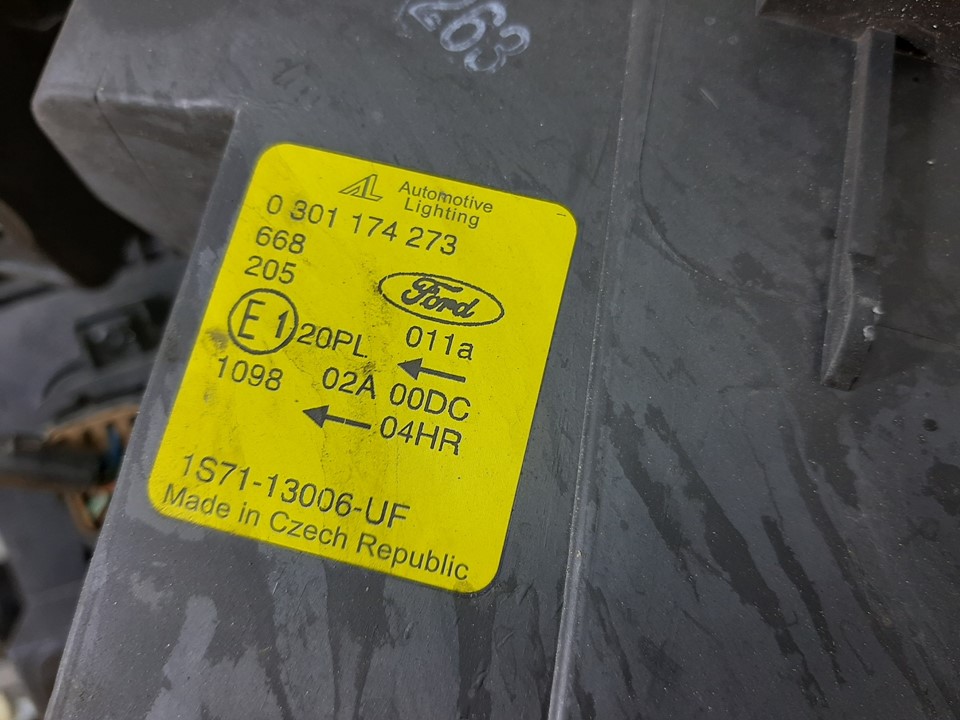 263
AL Automotive
Lighting
0 301 174 273
668
205
Ford
E1 20PL 011a
1098 02A 00DC
04HR
1S71-13006-UF
Made in Czech Republic